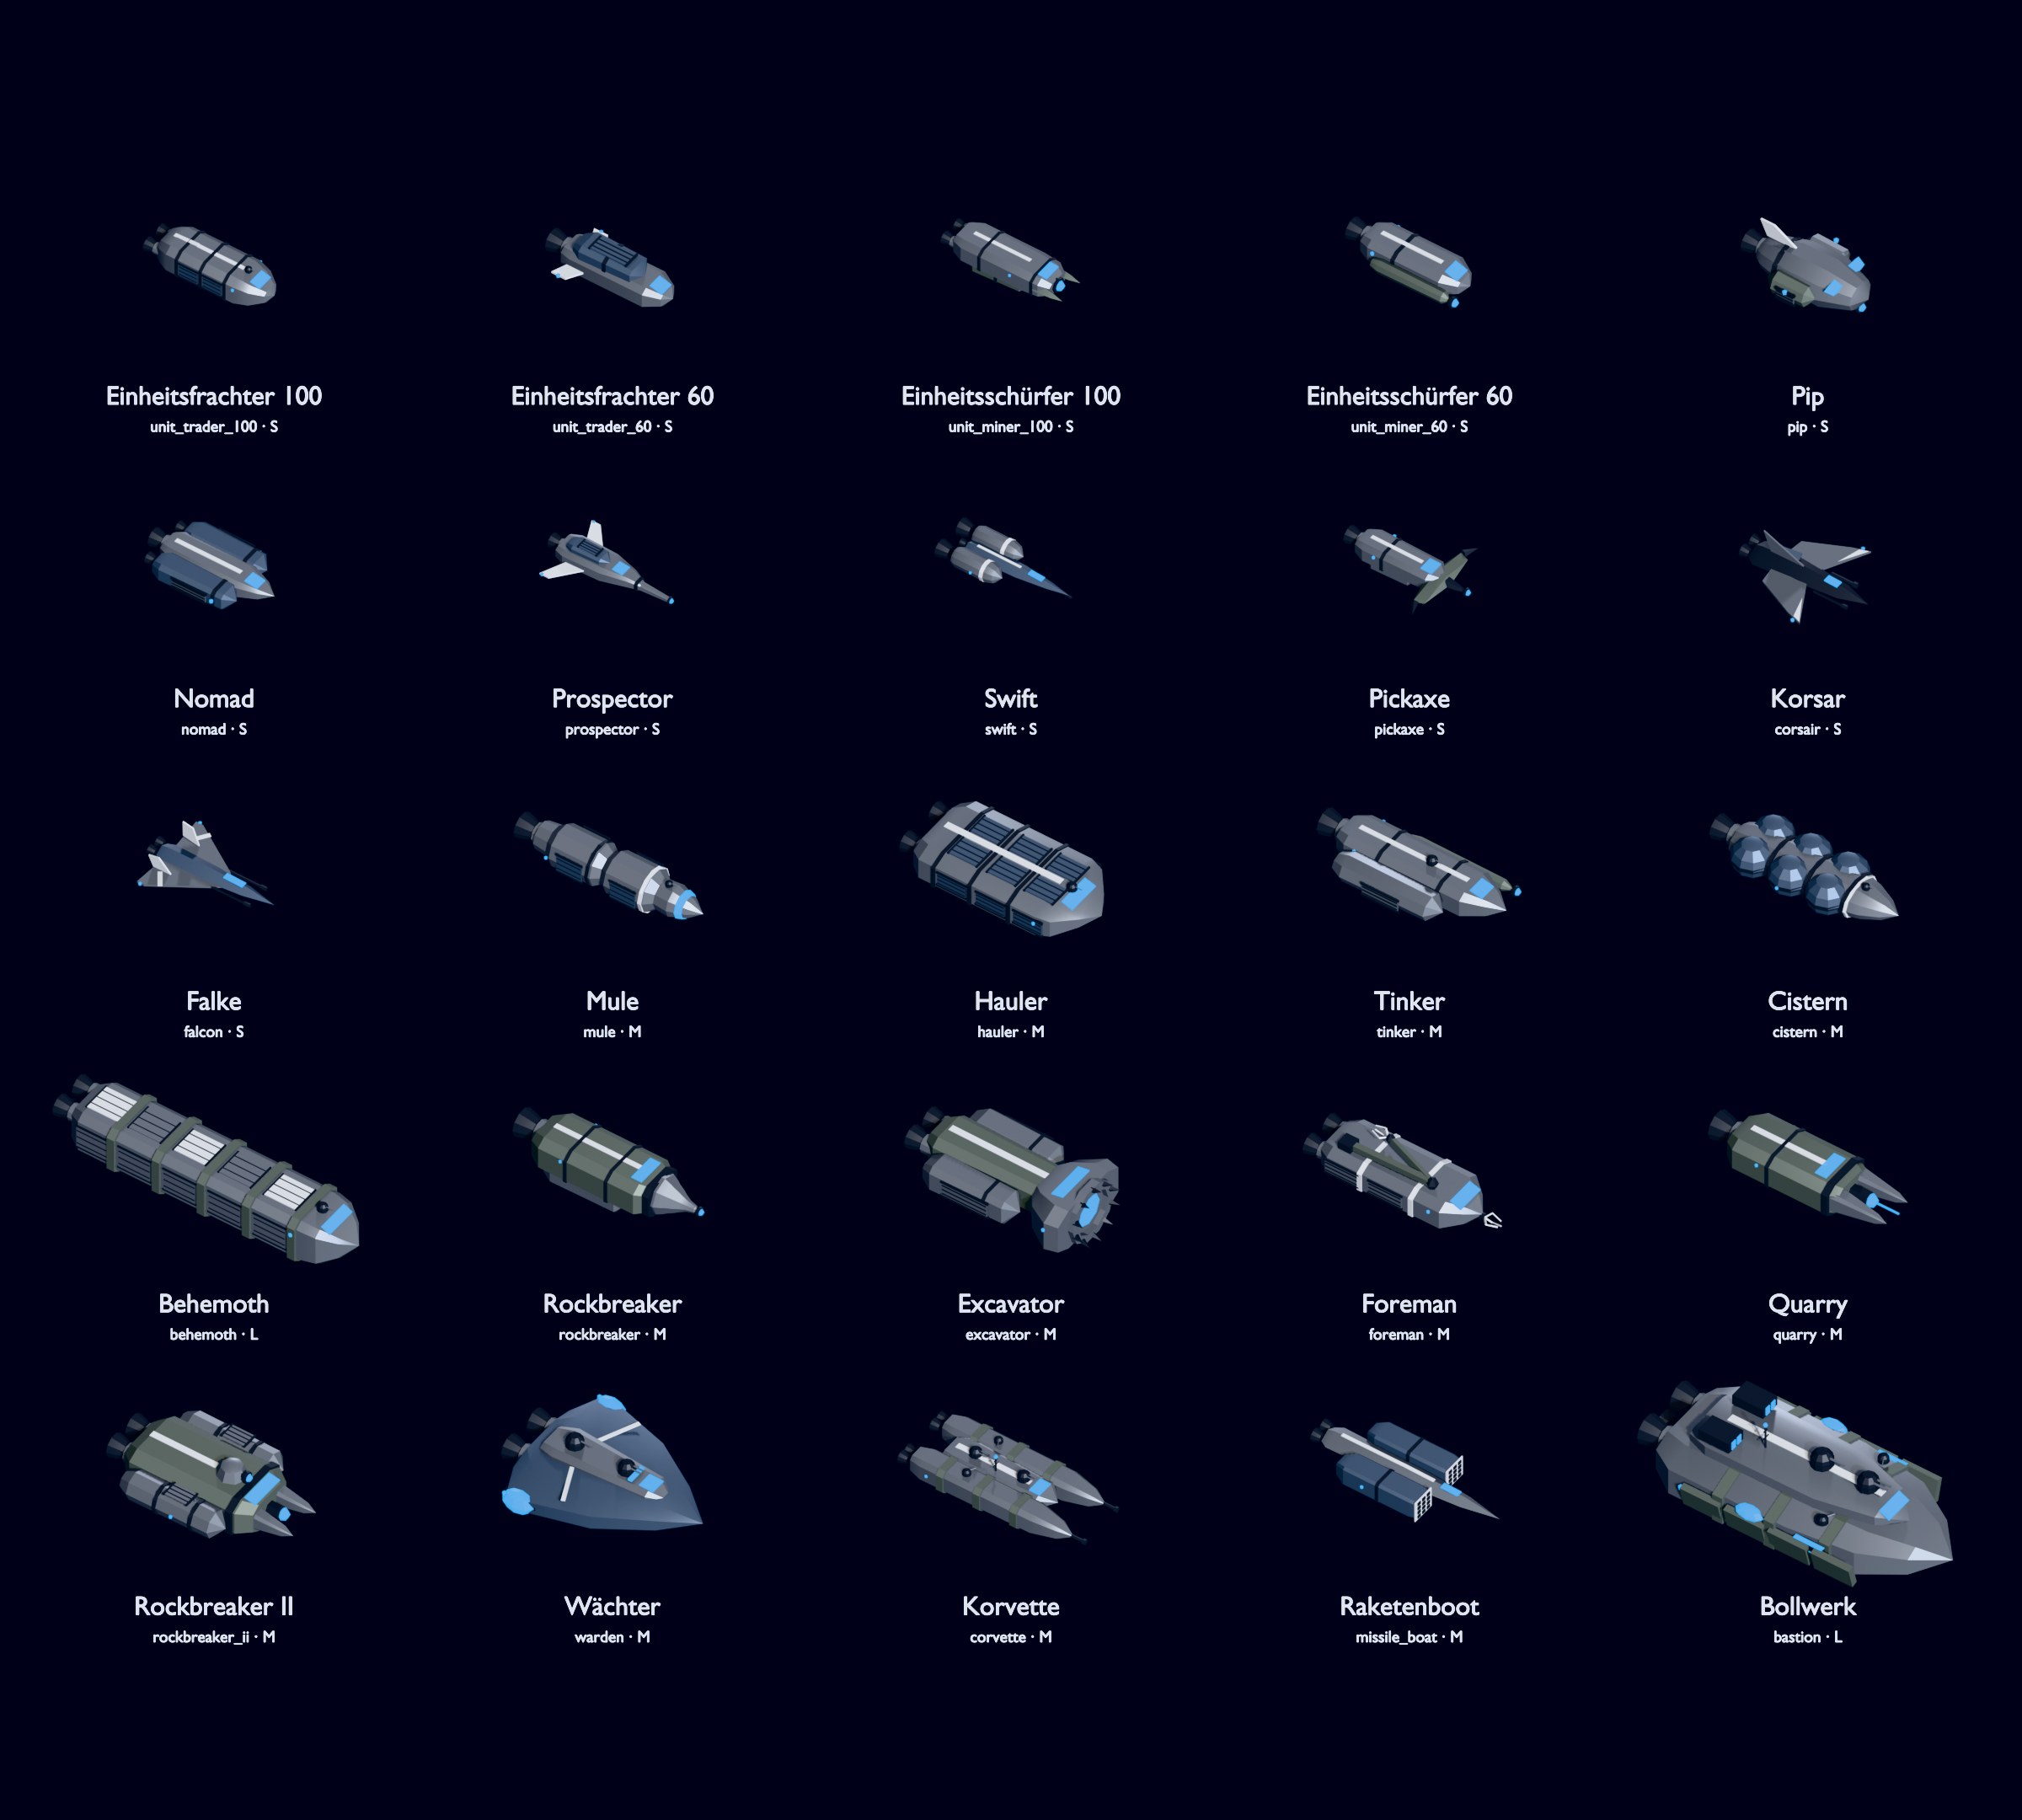 Einheitsfrachter 100
unit_trader_100 · S
Einheitsfrachter 60
unit_trader_60 · S
Einheitsschürfer 100
unit_miner_100 · S
Einheitsschürfer 60
unit_miner_60 · S
Pip
pip · S
Nomad
nomad · S
Prospector
prospector · S
Swift
swift · S
Pickaxe
pickaxe · S
Korsar
corsair · S
Falke
falcon · S
Mule
mule · M
Hauler
hauler · M
Tinker
tinker · M
Cistern
cistern · M
Behemoth
behemoth · L
Rockbreaker
rockbreaker · M
Excavator
excavator · M
Foreman
foreman · M
Quarry
quarry · M
Rockbreaker II
rockbreaker_ii · M
Wächter
warden · M
Korvette
corvette · M
Raketenboot
missile_boat · M
Bollwerk
bastion · L